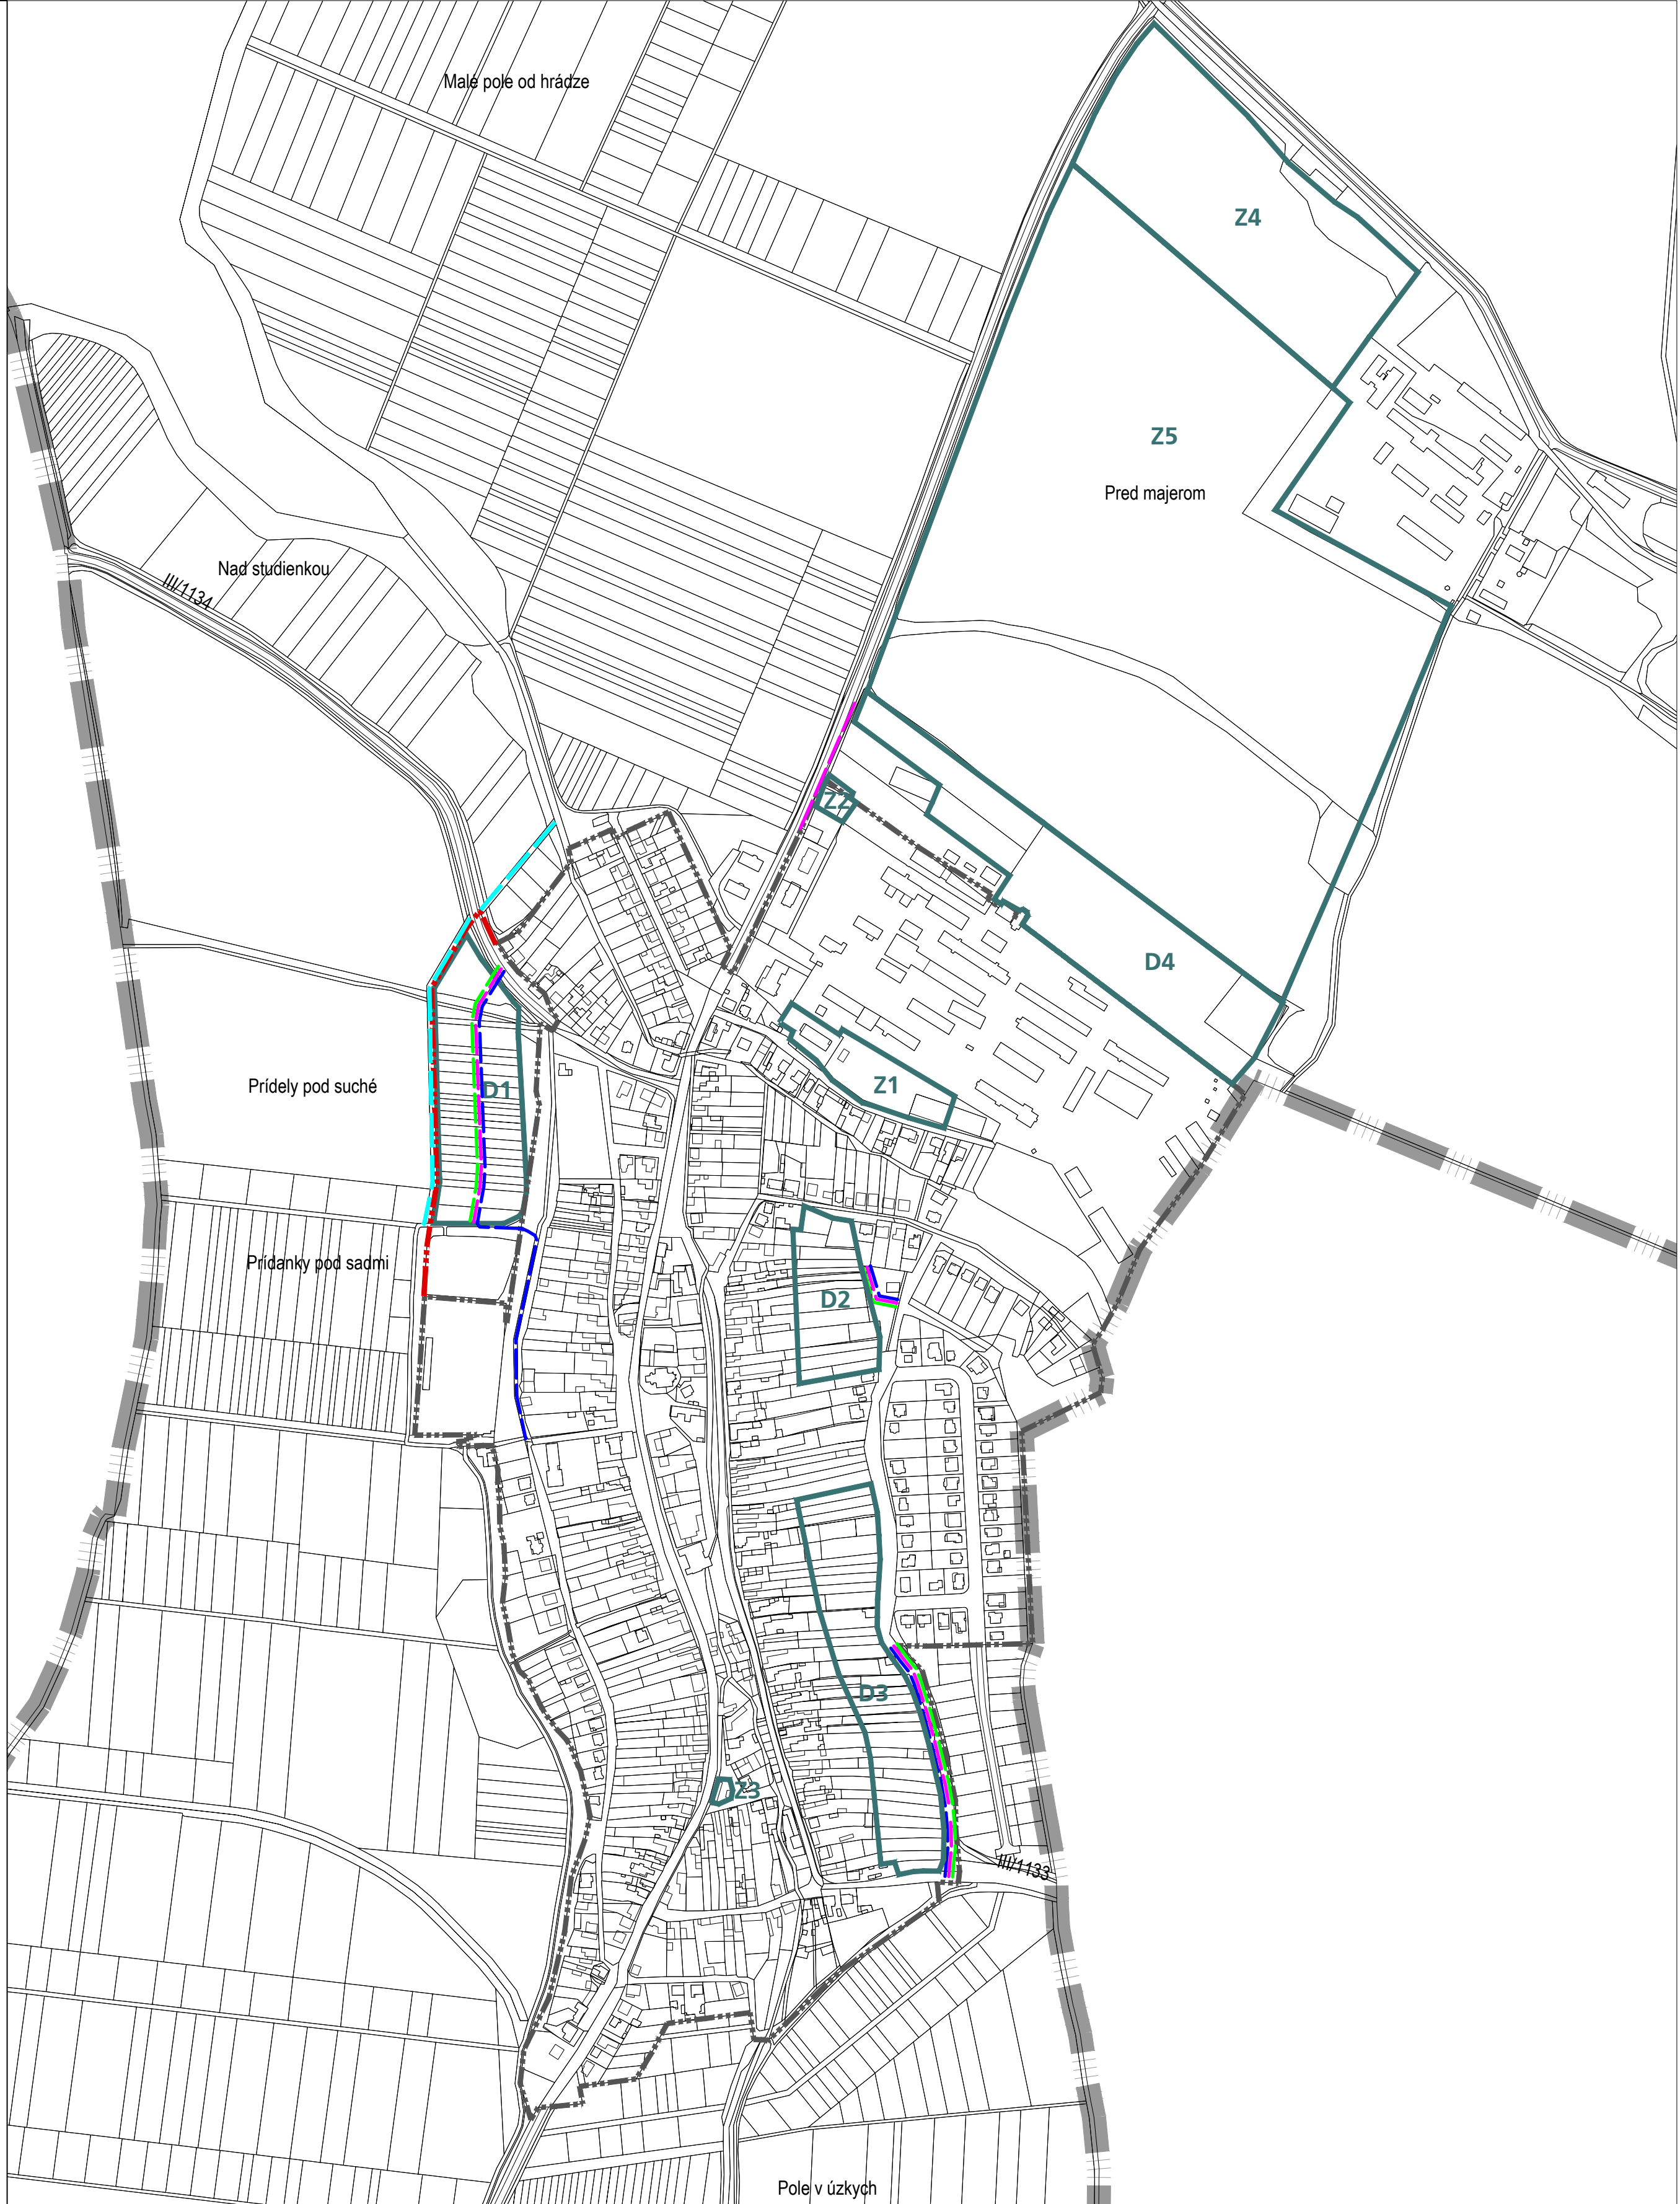 Malé pole od hrádze
Z4
Z5
Pred majerom
Nad studienkou
III/1134
Z2
D4
Prídely pod suché
D1
Z1
Prídanky pod sadmi
D2
D3
Z3
III/1133
Pole v úzkych